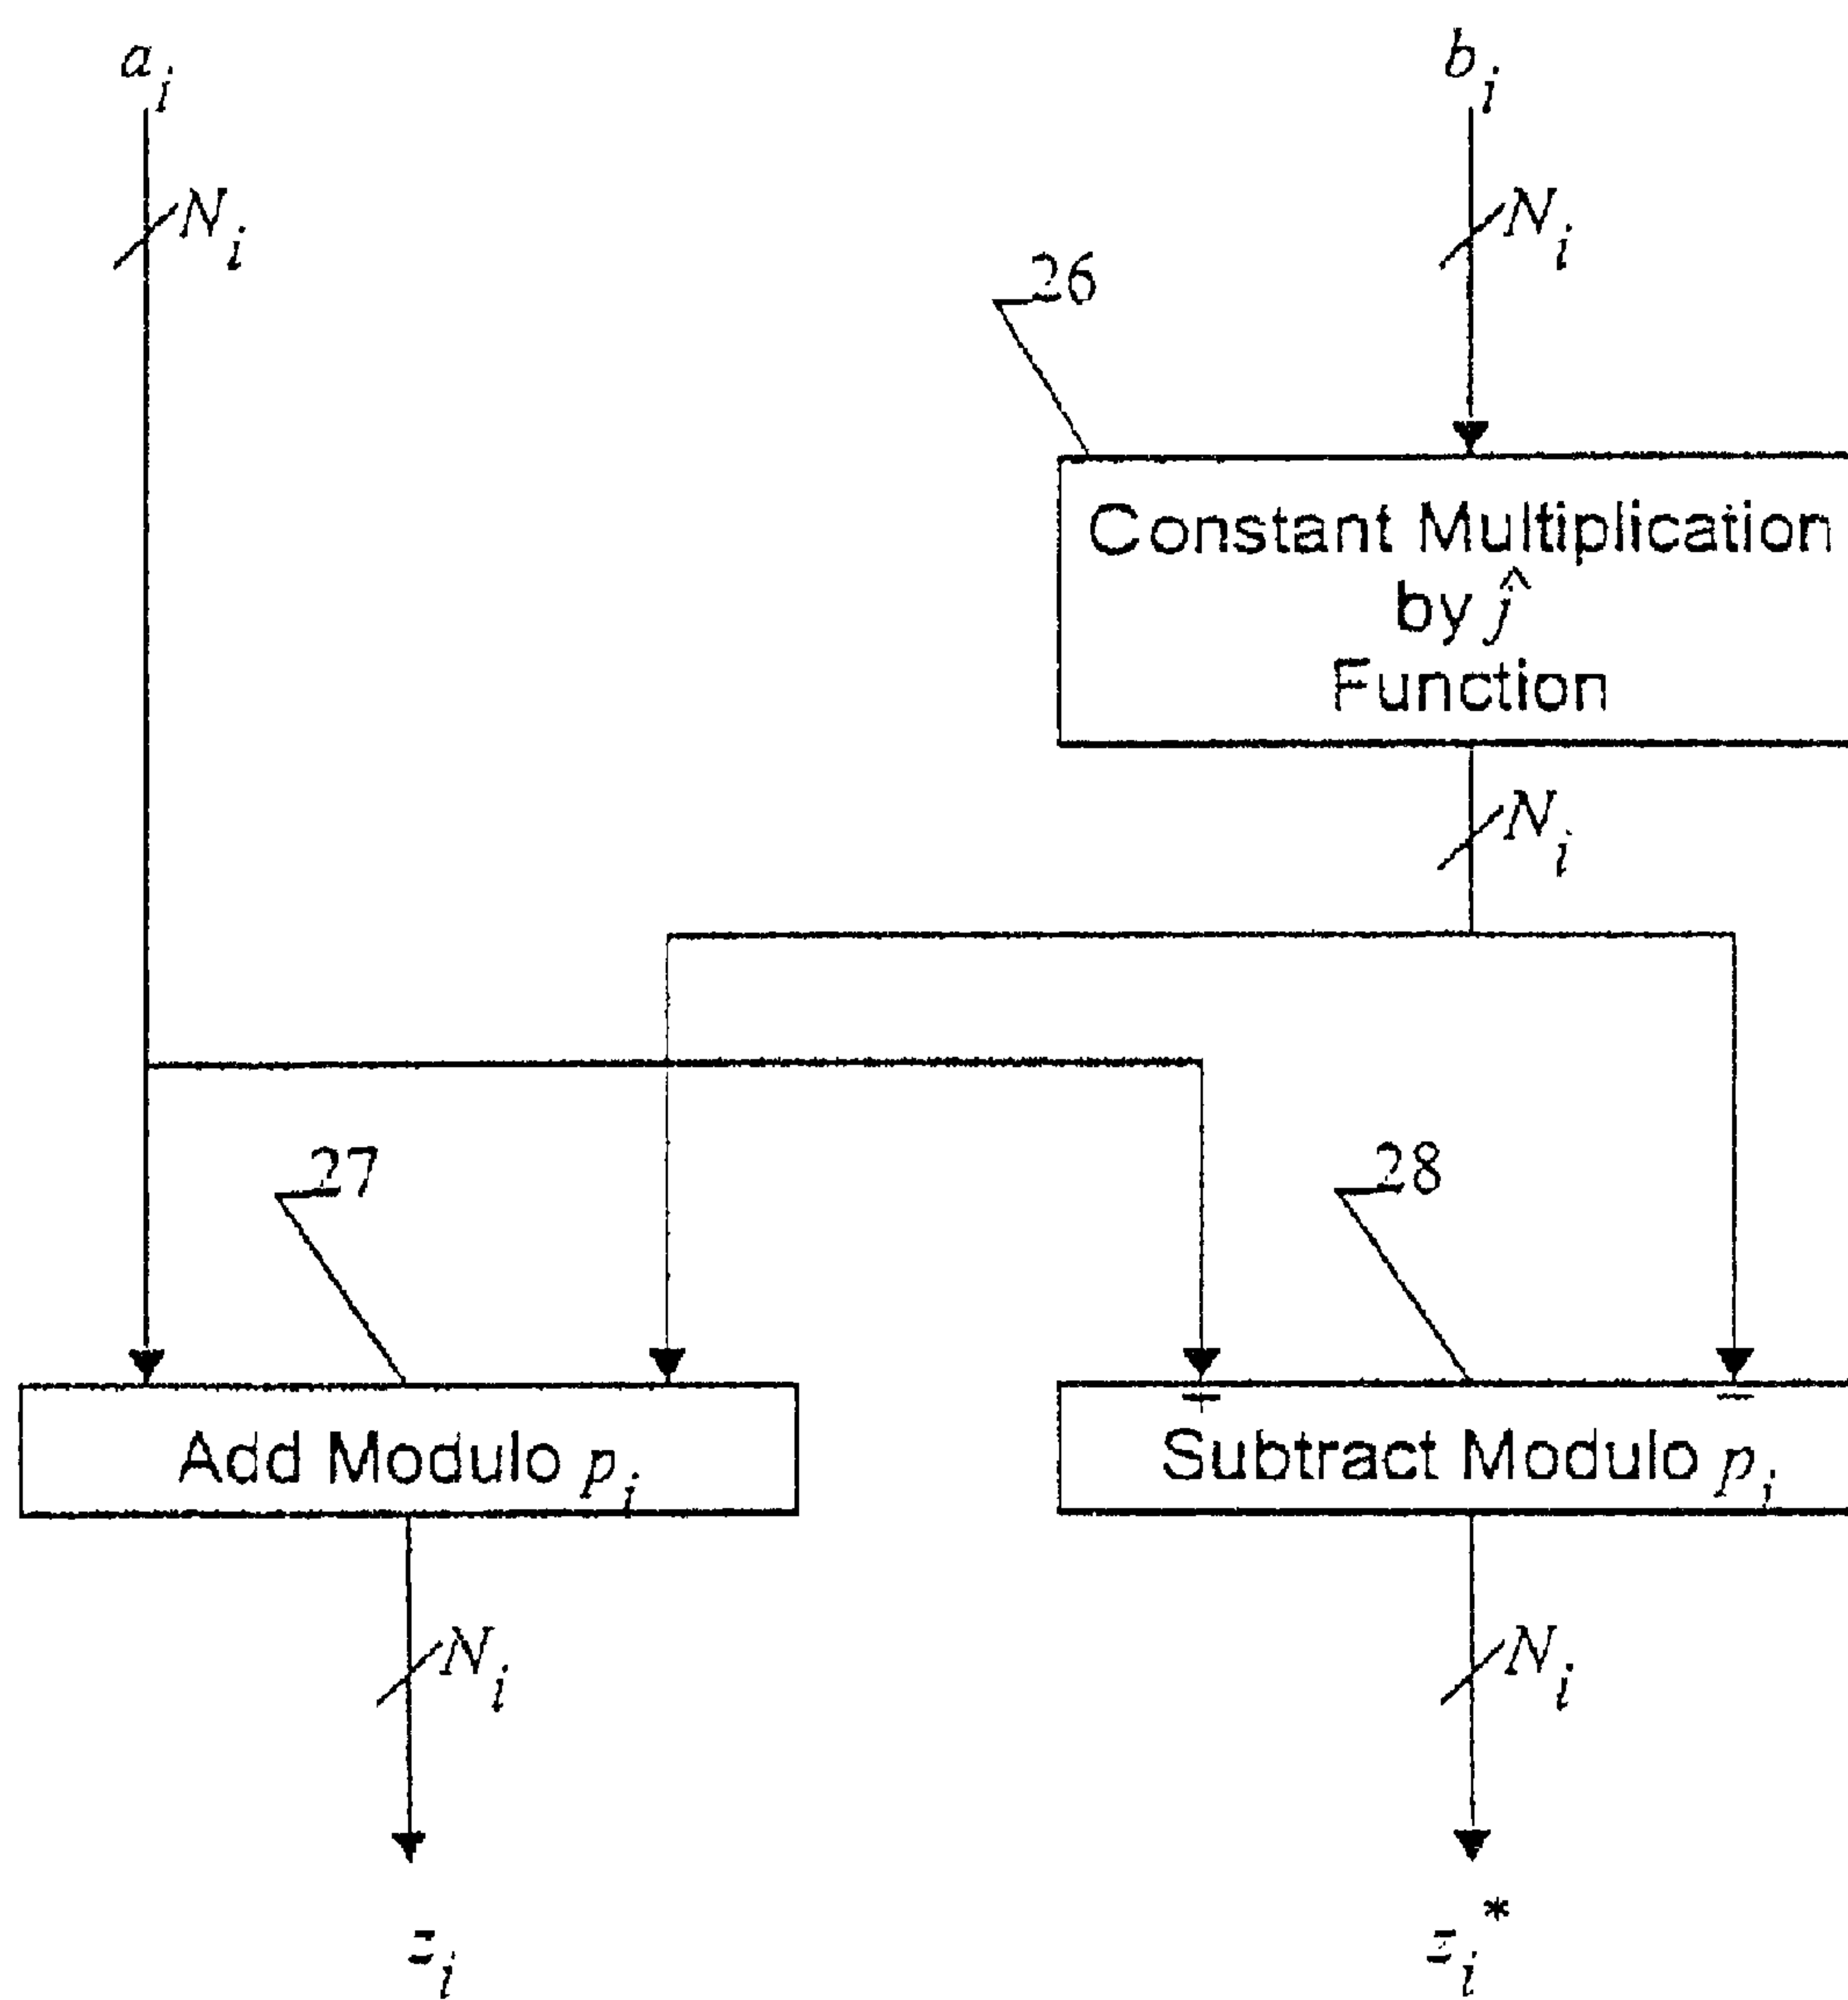 a_i
b_i
N_i
N_i
26
Constant Multiplication
by ĵ
Function
N_i
27
28
+
−
Add Modulo p_i
Subtract Modulo p_i
N_i
N_i
z_i
z_i*